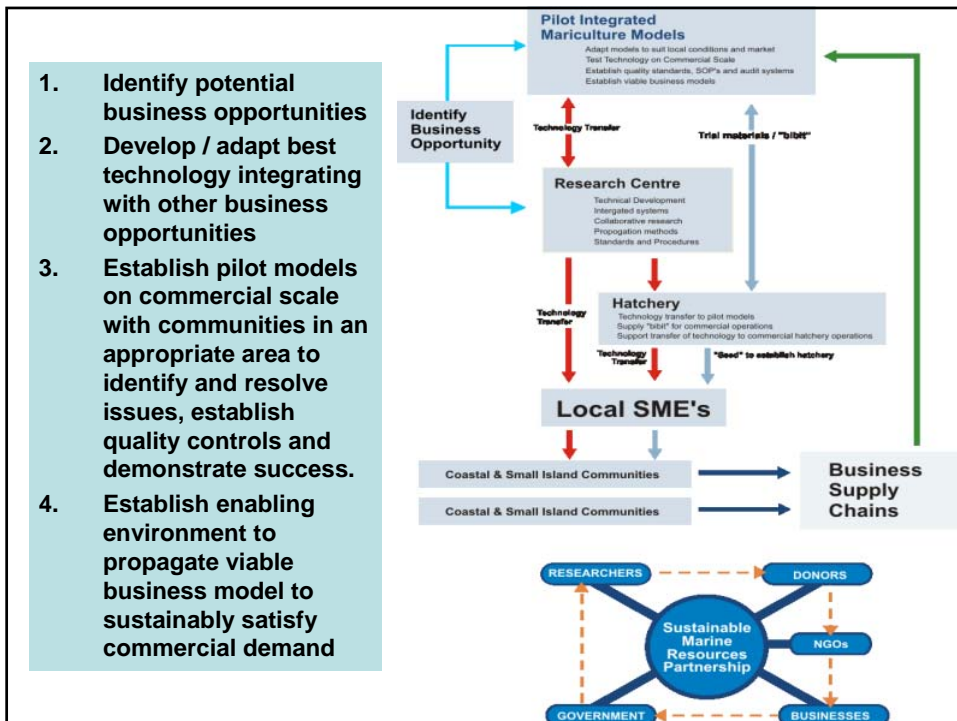 1. Identify potential
business opportunities
2. Develop / adapt best
technology integrating
with other business
opportunities
3. Establish pilot models
on commercial scale
with communities in an
appropriate area to
identify and resolve
issues, establish
quality controls and
demonstrate success.
4. Establish enabling
environment to
propagate viable
business model to
sustainably satisfy
commercial demand
Pilot Integrated
Mariculture Models
Adapt models to suit local conditions and market
Test Technology on Commercial Scale
Establish quality standards, SOP's and audit systems
Establish viable business models
Identify
Business
Opportunity
Technology Transfer
Trial materials / "bibit"
Research Centre
Technical Development
Intergated systems
Collaborative research
Propogation methods
Standards and Procedures
Technology
Transfer
Hatchery
Technology transfer to pilot models
Supply "bibit" for commercial operations
Support transfer of technology to commercial hatchery operations
Technology
Transfer
"Seed" to establish hatchery
Local SME's
Coastal & Small Island Communities
Coastal & Small Island Communities
Business
Supply
Chains
RESEARCHERS
DONORS
Sustainable
Marine
Resources
Partnership
NGOs
GOVERNMENT
BUSINESSES